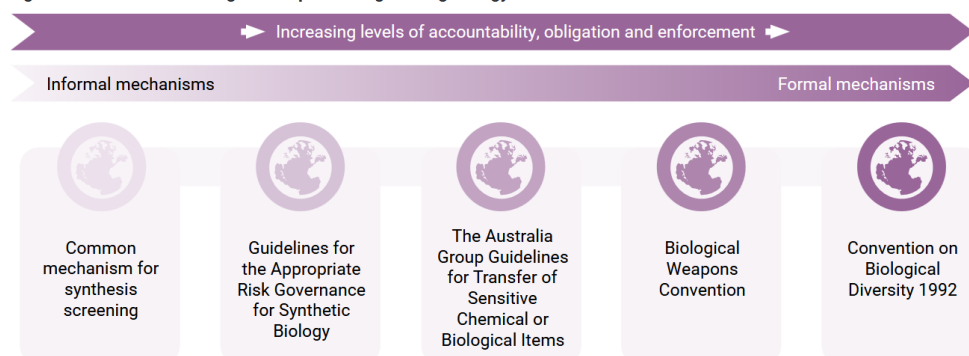 Increasing levels of accountability, obligation and enforcement
Informal mechanisms
Formal mechanisms
Common
mechanism for
synthesis
screening
Guidelines for
the Appropriate
Risk Governance
for Synthetic
Biology
The Australia
Group Guidelines
for Transfer of
Sensitive
Chemical or
Biological Items
Biological
Weapons
Convention
Convention on
Biological
Diversity 1992